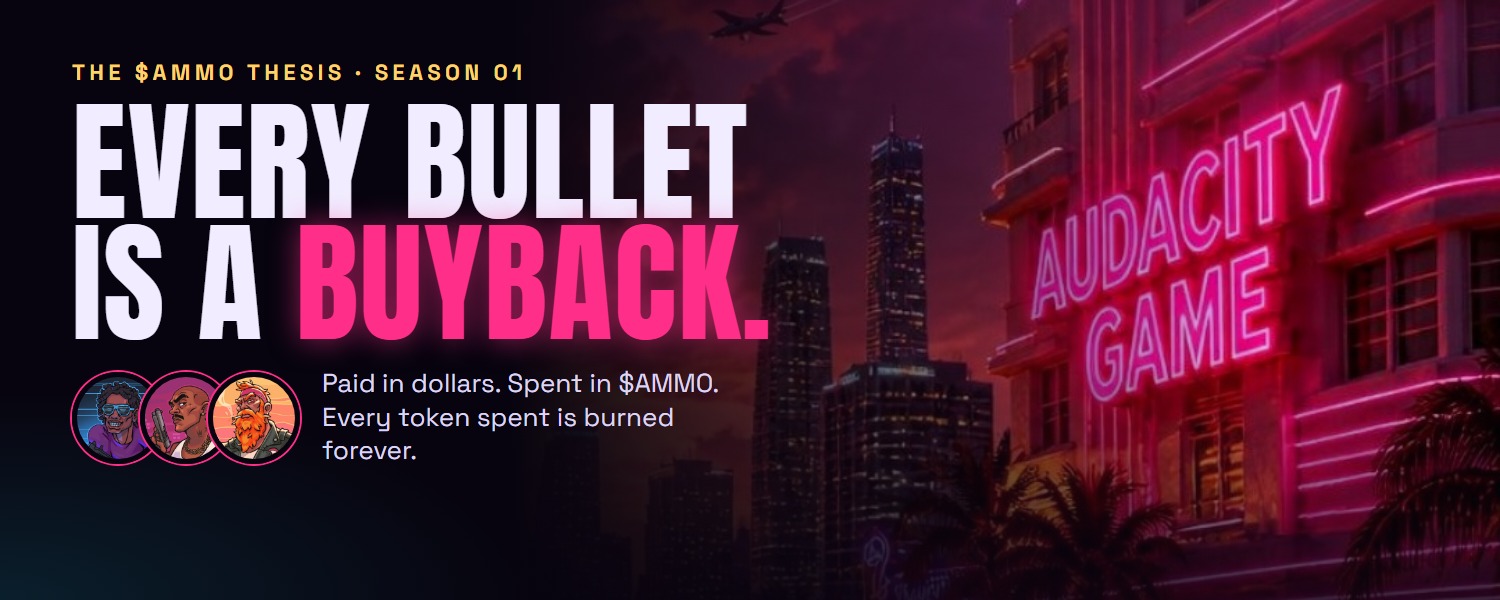 THE $AMMO THESIS · SEASON 01
EVERY BULLET
IS A BUYBACK.
Paid in dollars. Spent in $AMMO.
Every token spent is burned
forever.
AUDACITY
GAME